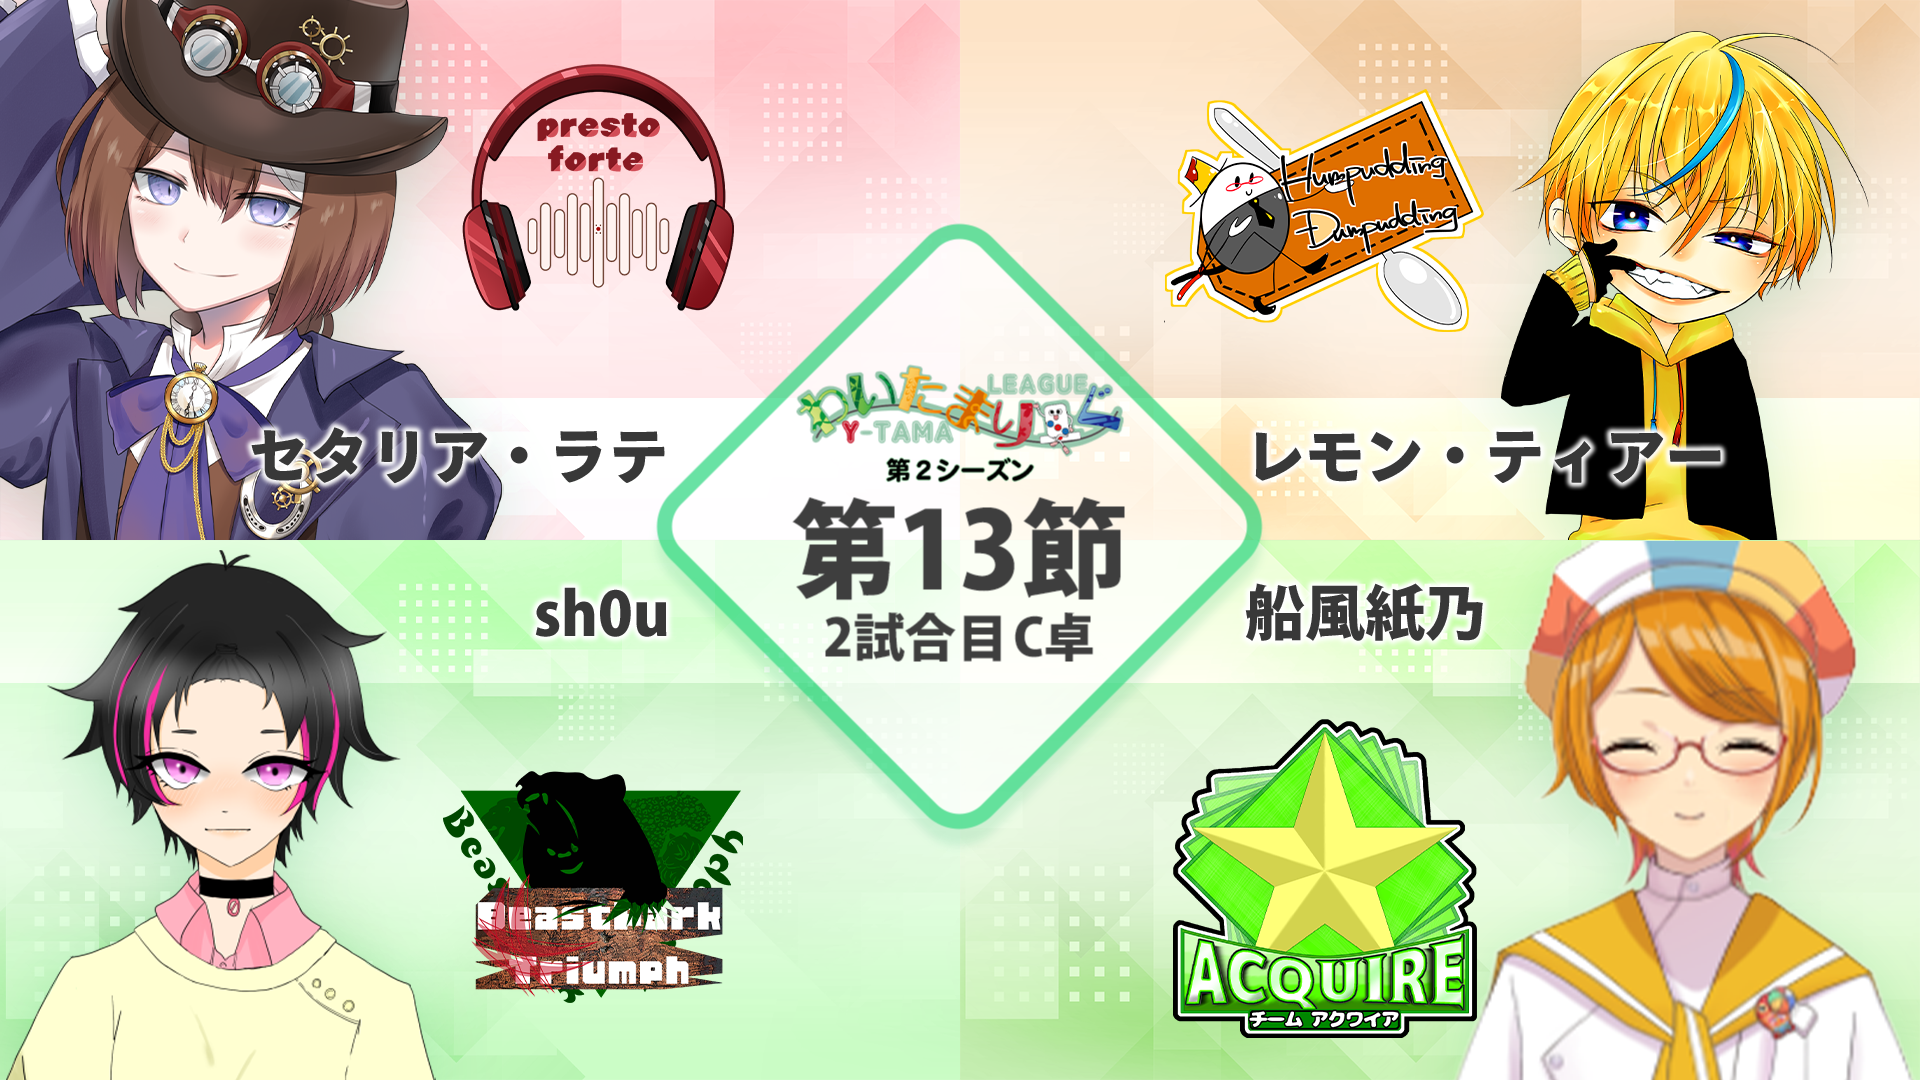 presto
forte
セタリア・ラテ
Humpudding
Dumpudding
レモン・ティアー
わいたまりーぐ
LEAGUE
Y-TAMA
第2シーズン
第13節
2試合目 C卓
sh0u
Beastdark
Triumph
船風紙乃
ACQUIRE
チーム アクワイア